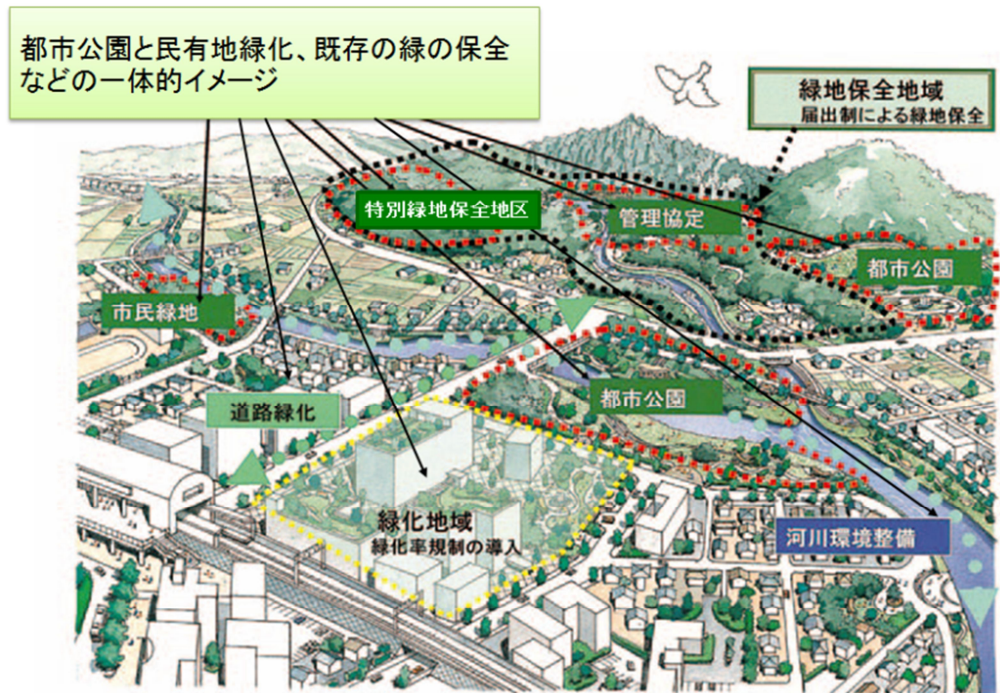 都市公園と民有地緑化、既存の緑の保全
などの一体的イメージ
緑地保全地域
届出制による緑地保全
特別緑地保全地区
管理協定
都市公園
市民緑地
都市公園
道路緑化
緑化地域
緑化率規制の導入
河川環境整備